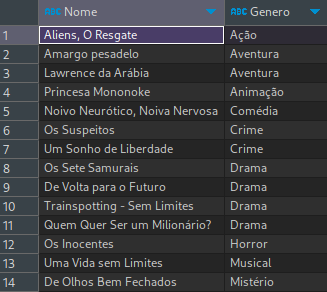 ABC Nome ABC Genero
1 Aliens, O Resgate Ação
2 Amargo pesadelo Aventura
3 Lawrence da Arábia Aventura
4 Princesa Mononoke Animação
5 Noivo Neurótico, Noiva Nervosa Comédia
6 Os Suspeitos Crime
7 Um Sonho de Liberdade Crime
8 Os Sete Samurais Drama
9 De Volta para o Futuro Drama
10 Trainspotting - Sem Limites Drama
11 Quem Quer Ser um Milionário? Drama
12 Os Inocentes Horror
13 Uma Vida sem Limites Musical
14 De Olhos Bem Fechados Mistério